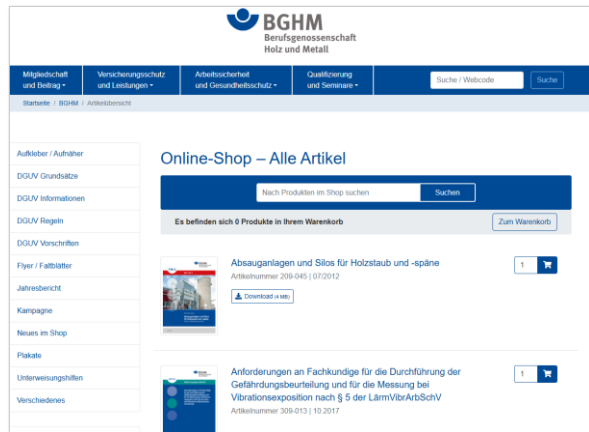 BGHM
Berufsgenossenschaft
Holz und Metall
Mitgliedschaft
und Beitrag
Versicherungsschutz
und Leistungen
Arbeitssicherheit
und Gesundheitsschutz
Qualifizierung
und Seminare
Suche / Webcode
Suche
Startseite / BGHM / Artikelübersicht
Aufkleber / Aufnäher
DGUV Grundsätze
DGUV Informationen
DGUV Regeln
DGUV Vorschriften
Flyer / Faltblätter
Jahresbericht
Kampagne
Neues im Shop
Plakate
Unterweisungshilfen
Verschiedenes
Online-Shop – Alle Artikel
Nach Produkten im Shop suchen
Suchen
Es befinden sich 0 Produkte in Ihrem Warenkorb
Zum Warenkorb
Absauganlagen und Silos für Holzstaub und -späne
Artikelnummer 209-045 | 07/2012
Download (4 MB)
1
Anforderungen an Fachkundige für die Durchführung der
Gefährdungsbeurteilung und für die Messung bei
Vibrationsexposition nach § 5 der LärmVibrArbSchV
Artikelnummer 309-013 | 10.2017
1